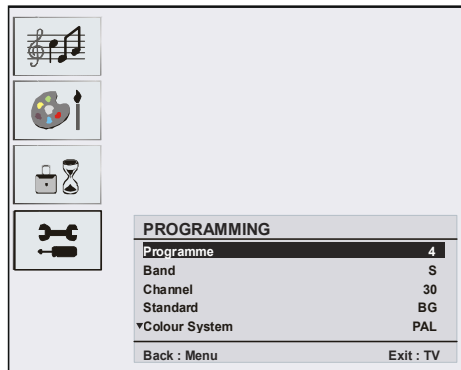 PROGRAMMING
Programme 4
Band S
Channel 30
Standard BG
▾Colour System PAL
Back : Menu Exit : TV